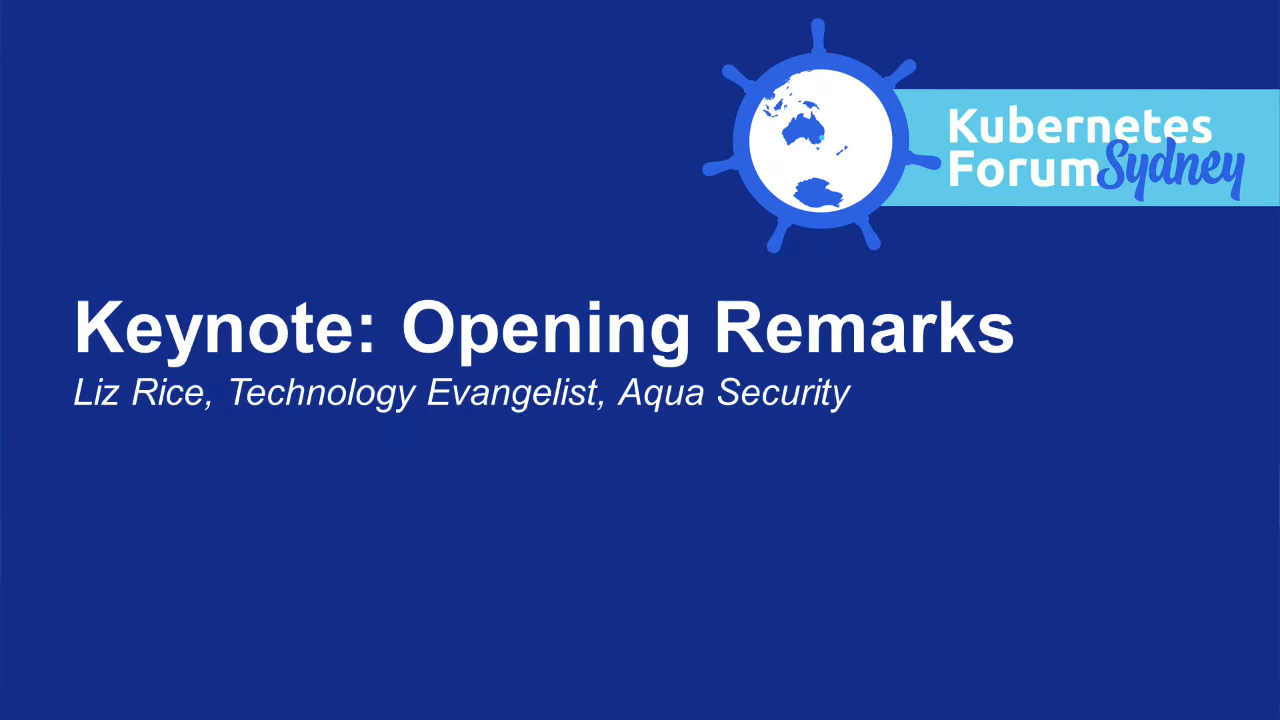 Kubernetes
Forum Sydney
Keynote: Opening Remarks
Liz Rice, Technology Evangelist, Aqua Security